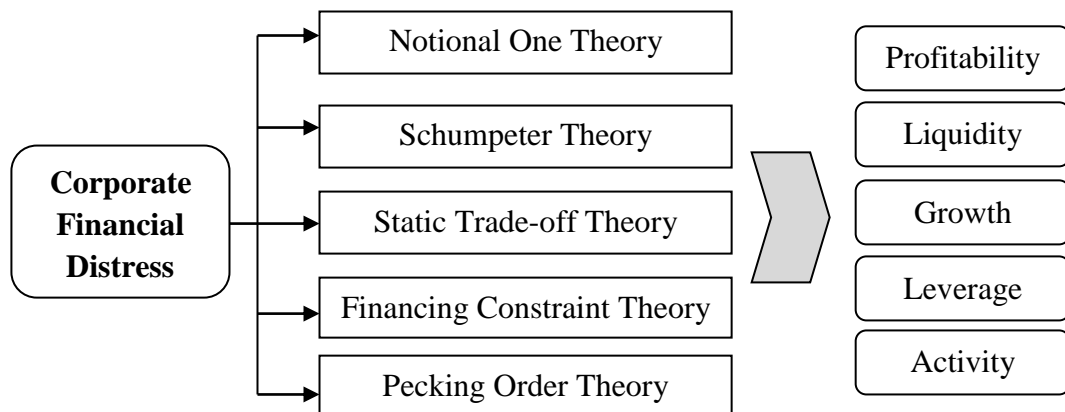 Corporate
Financial
Distress
Notional One Theory
Schumpeter Theory
Static Trade-off Theory
Financing Constraint Theory
Pecking Order Theory
Profitability
Liquidity
Growth
Leverage
Activity